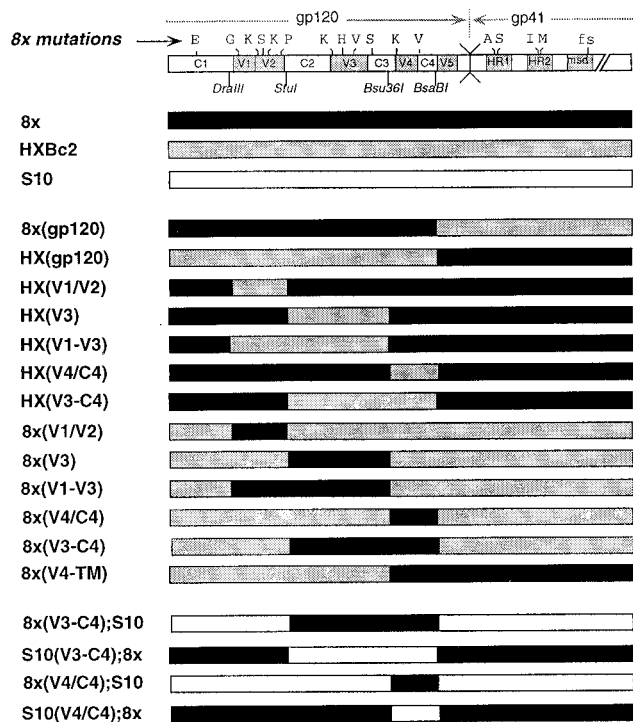 gp120 gp41
8x mutations E G K S K P K H V S K V A S I M fs
C1 V1 V2 C2 V3 C3 V4 C4 V5 HR1 HR2 msd
DraIII StuI Bsu36I BsaBI
8x
HXBc2
S10
8x(gp120)
HX(gp120)
HX(V1/V2)
HX(V3)
HX(V1-V3)
HX(V4/C4)
HX(V3-C4)
8x(V1/V2)
8x(V3)
8x(V1-V3)
8x(V4/C4)
8x(V3-C4)
8x(V4-TM)
8x(V3-C4);S10
S10(V3-C4);8x
8x(V4/C4);S10
S10(V4/C4);8x